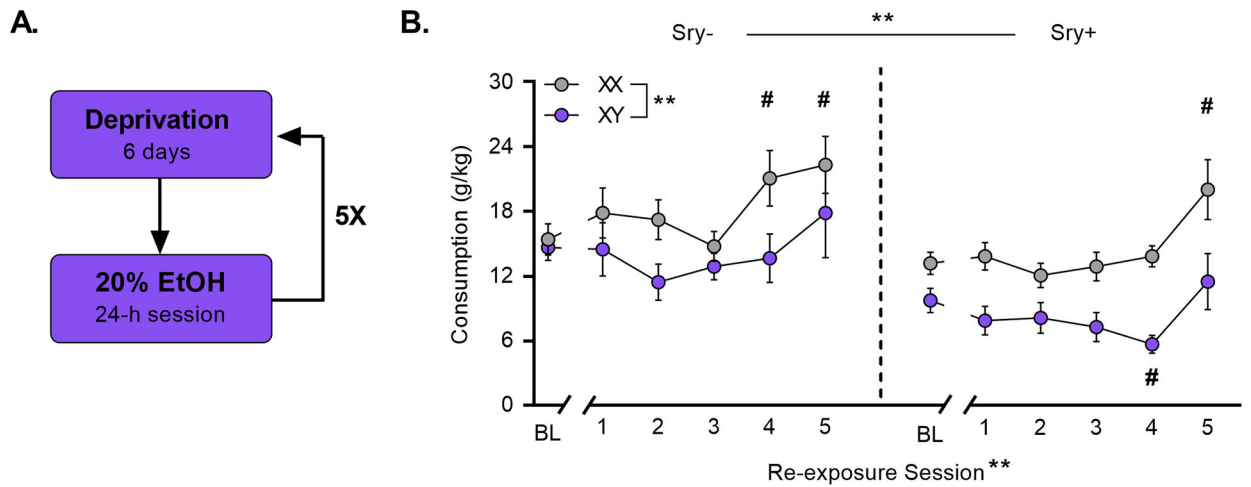 A.
Deprivation
6 days
5X
20% EtOH
24-h session
B.
**
Sry-
Sry+
Consumption (g/kg)
30
24
18
12
6
0
XX
XY
**
# # #
#
BL 1 2 3 4 5 BL 1 2 3 4 5
Re-exposure Session**